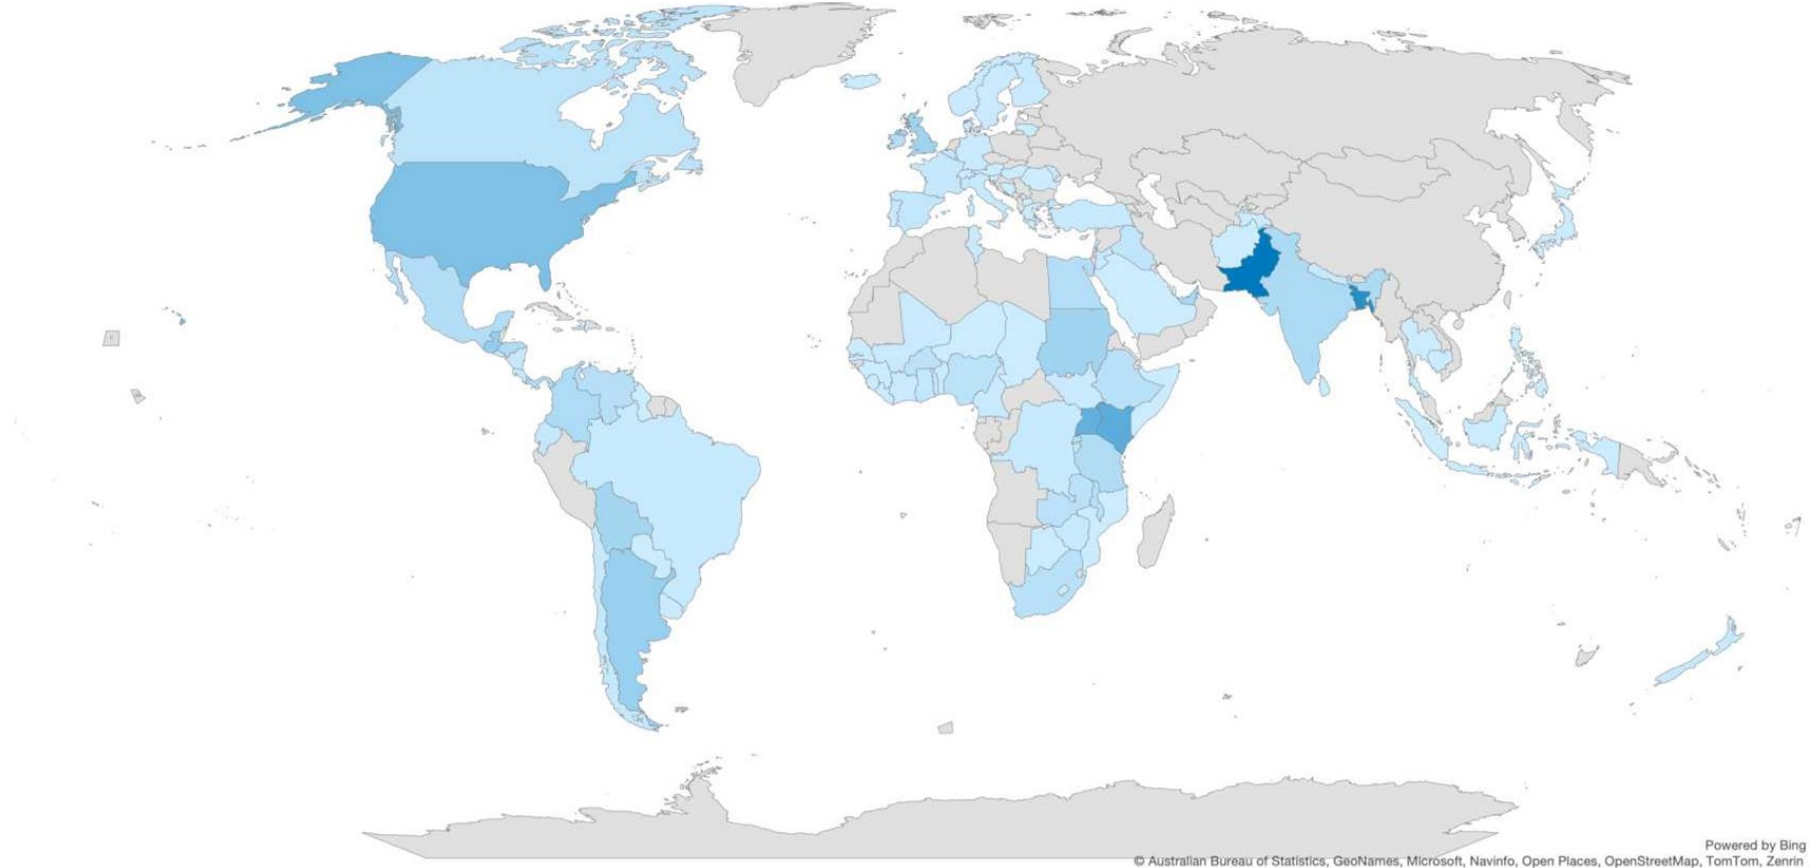 Powered by Bing
© Australian Bureau of Statistics, GeoNames, Microsoft, Navinfo, Open Places, OpenStreetMap, TomTom, Zenrin